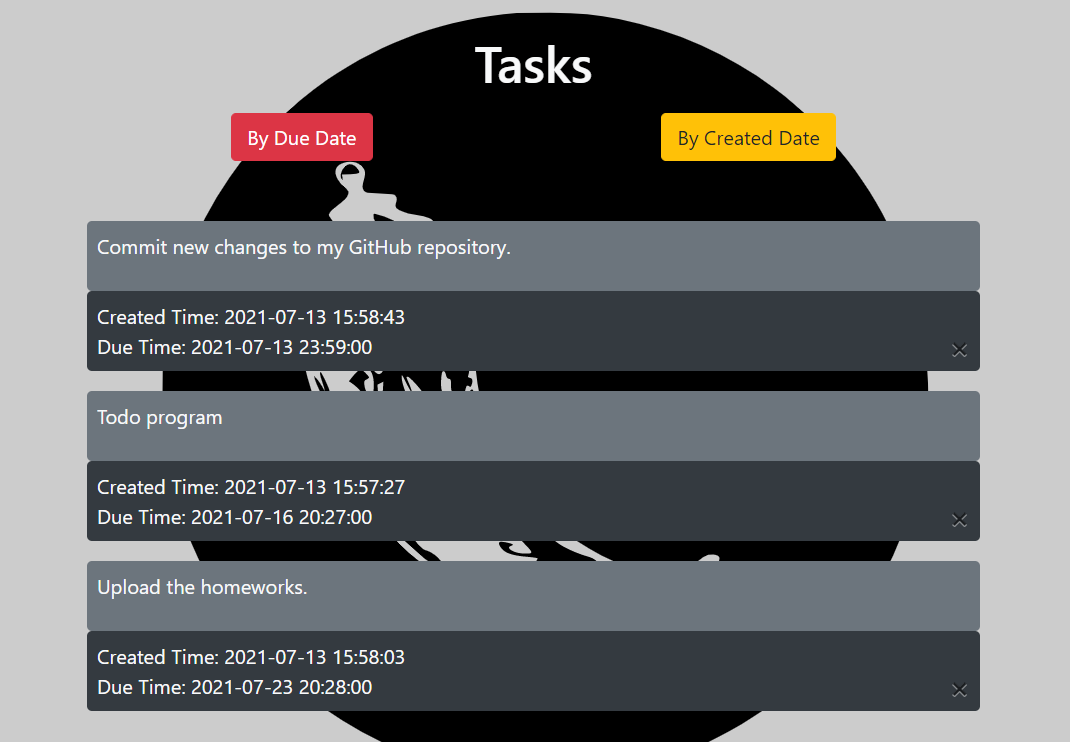 Tasks
By Due Date
By Created Date
Commit new changes to my GitHub repository.
Created Time: 2021-07-13 15:58:43
Due Time: 2021-07-13 23:59:00
Todo program
Created Time: 2021-07-13 15:57:27
Due Time: 2021-07-16 20:27:00
Upload the homeworks.
Created Time: 2021-07-13 15:58:03
Due Time: 2021-07-23 20:28:00